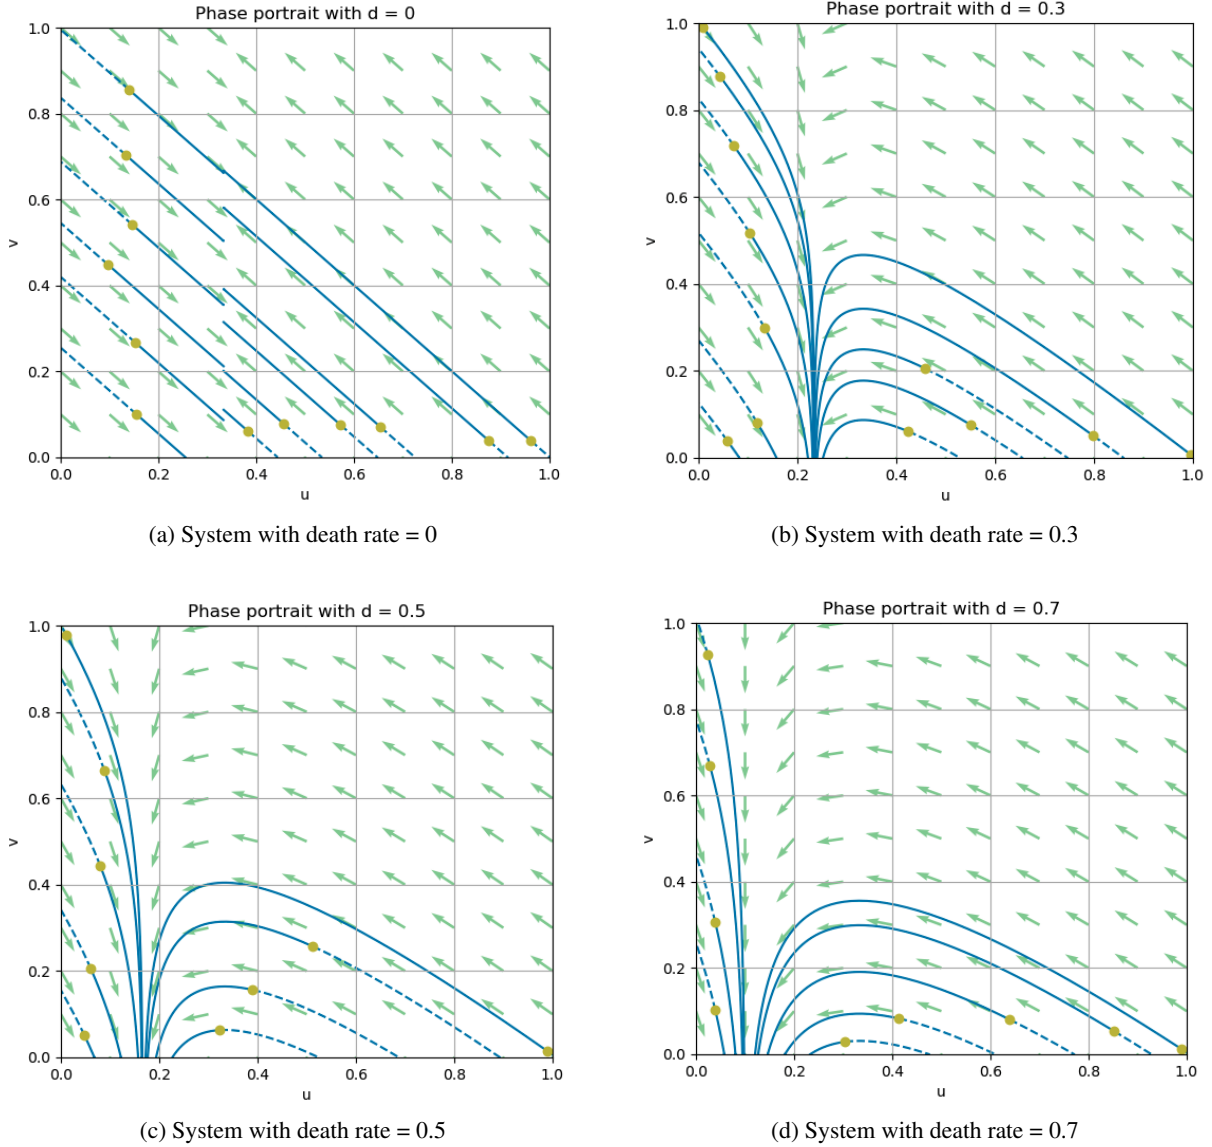 Phase portrait with d = 0
1.0
0.8
0.6
0.4
0.2
0.0
v
0.0 0.2 0.4 0.6 0.8 1.0
u
(a) System with death rate = 0
Phase portrait with d = 0.3
1.0
0.8
0.6
0.4
0.2
0.0
v
0.0 0.2 0.4 0.6 0.8 1.0
u
(b) System with death rate = 0.3
Phase portrait with d = 0.5
1.0
0.8
0.6
0.4
0.2
0.0
v
0.0 0.2 0.4 0.6 0.8 1.0
u
(c) System with death rate = 0.5
Phase portrait with d = 0.7
1.0
0.8
0.6
0.4
0.2
0.0
v
0.0 0.2 0.4 0.6 0.8 1.0
u
(d) System with death rate = 0.7